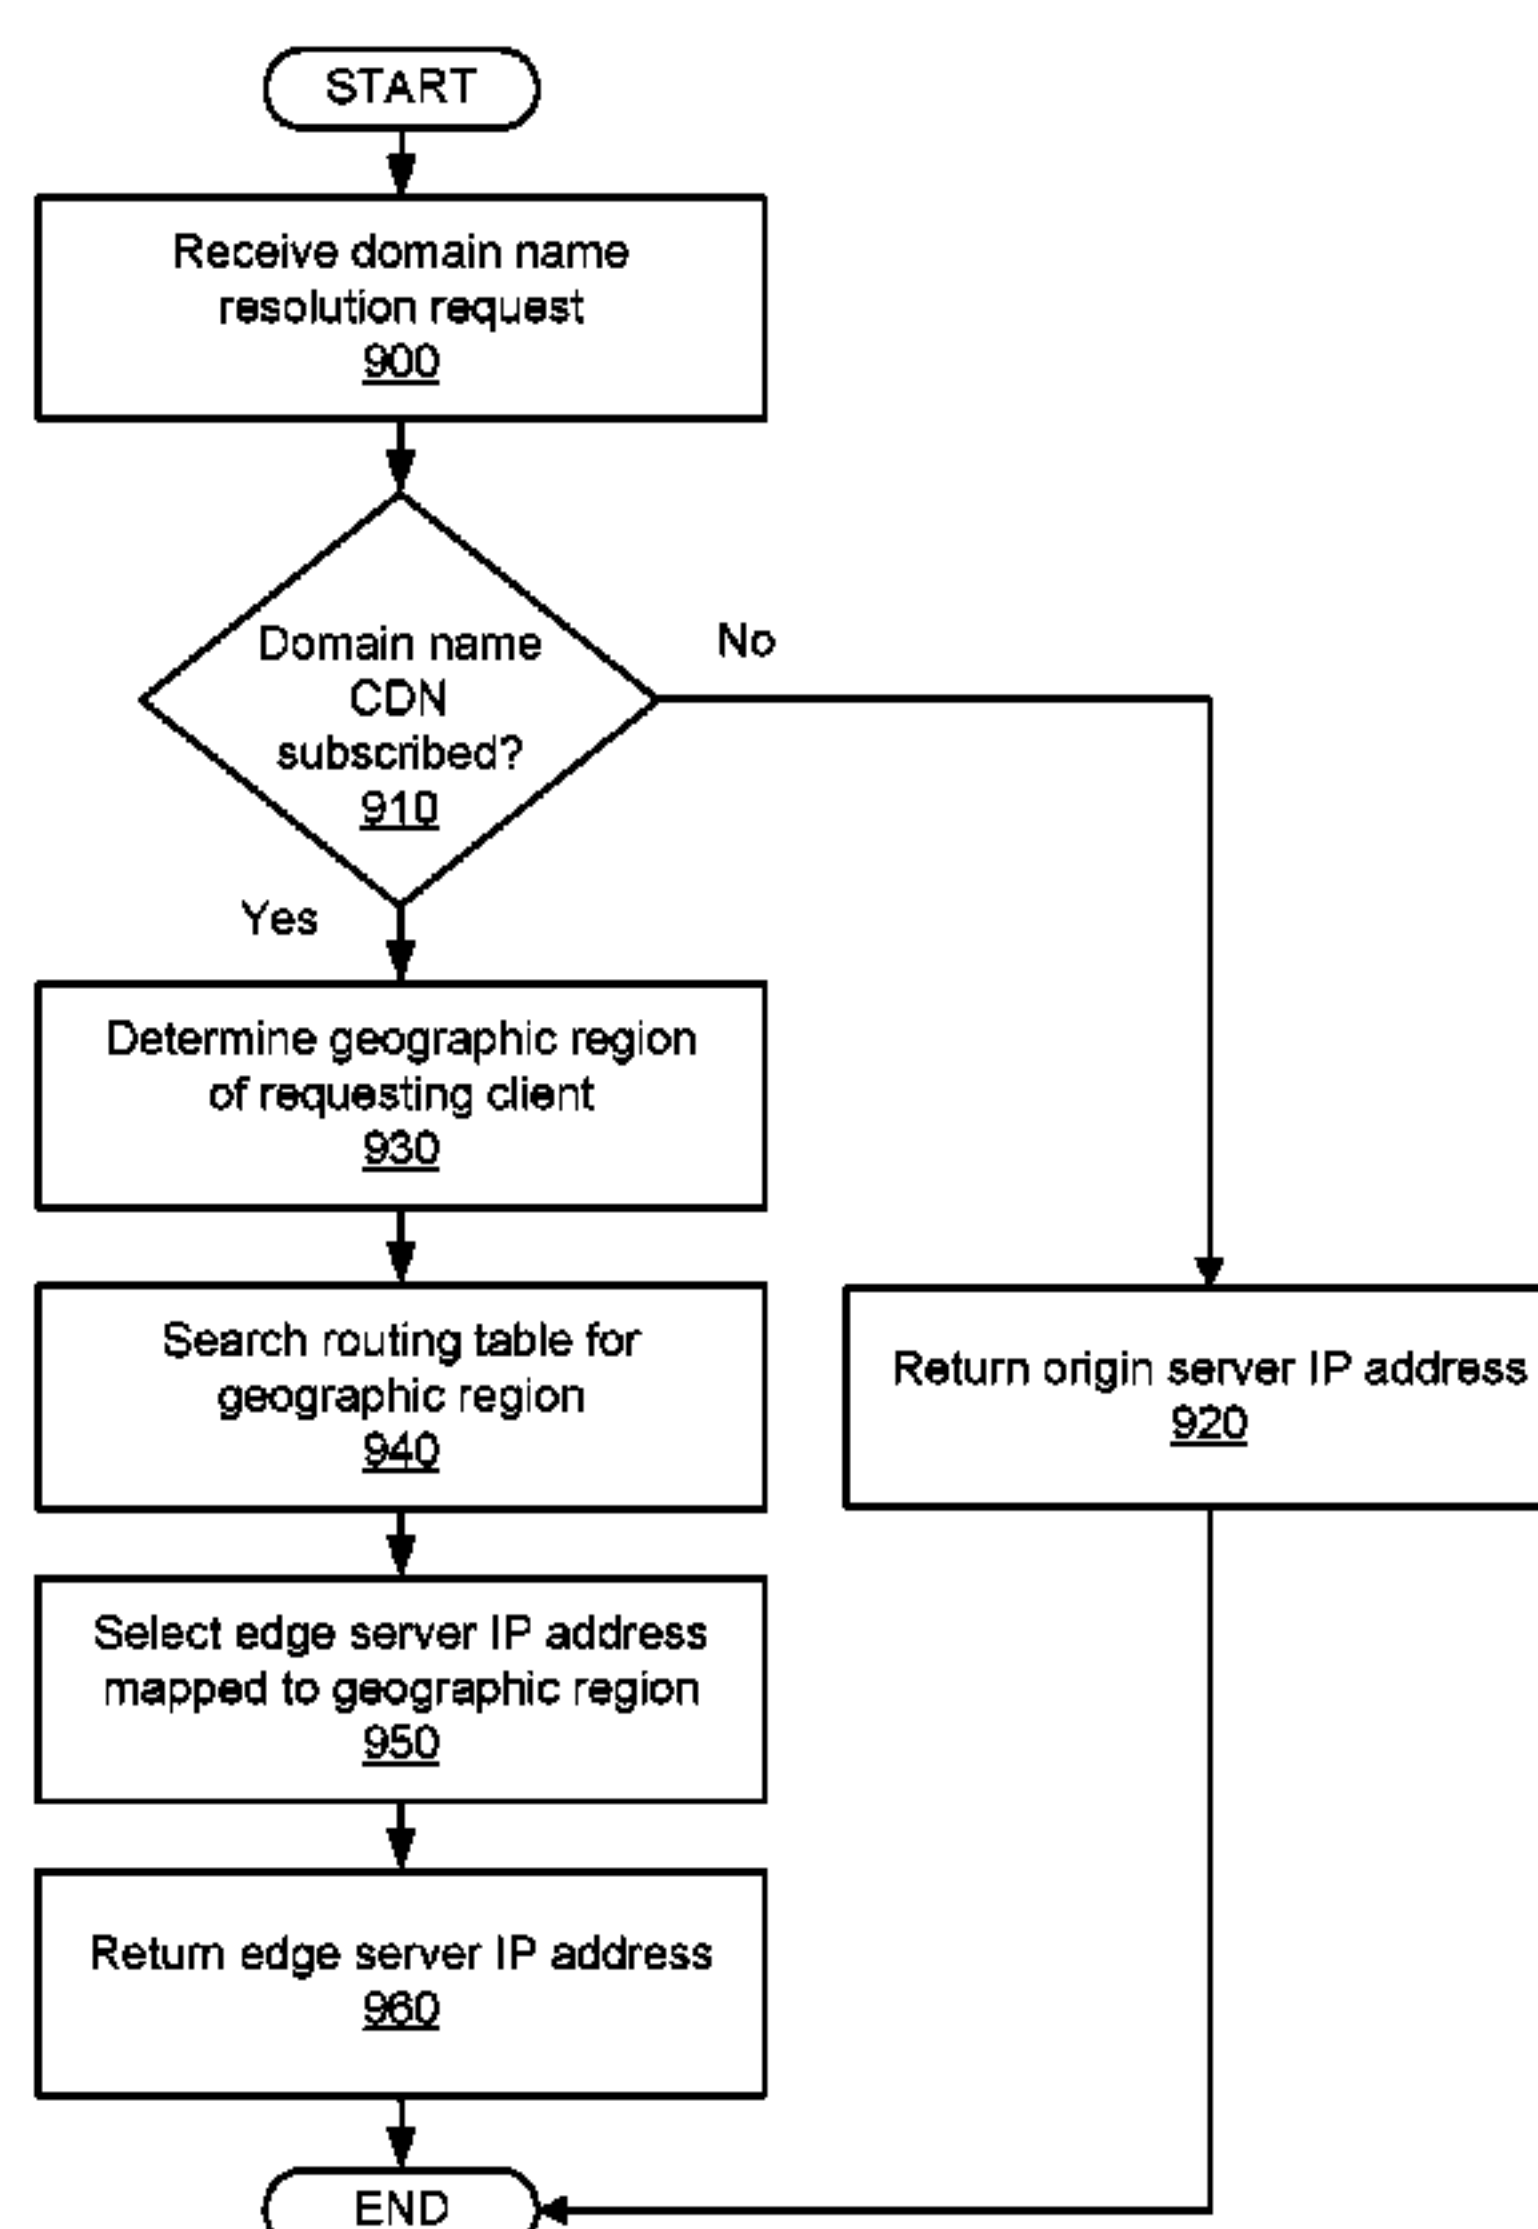 START
Receive domain name
resolution request
900
Domain name
CDN
subscribed?
910
No
Yes
Determine geographic region
of requesting client
930
Search routing table for
geographic region
940
Return origin server IP address
920
Select edge server IP address
mapped to geographic region
950
Return edge server IP address
960
END